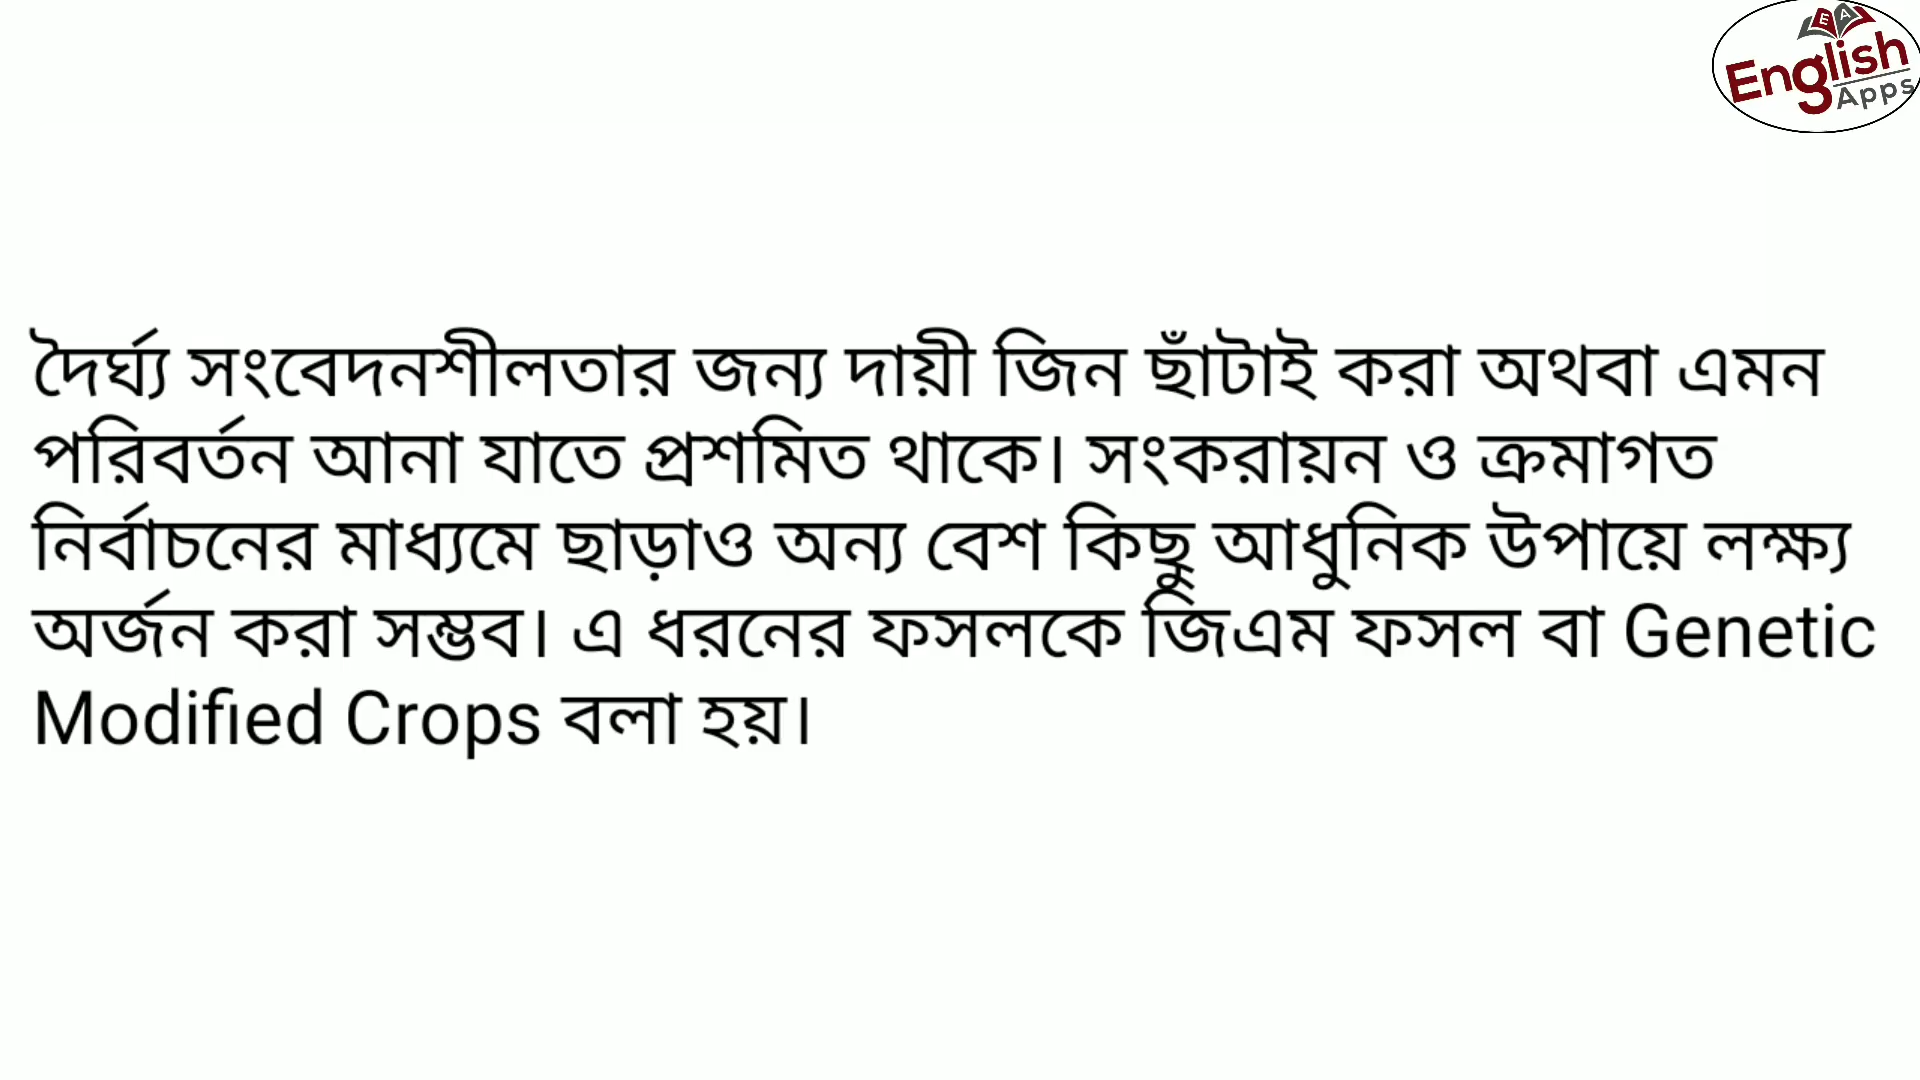 E A
English
Apps
দৈর্ঘ্য সংবেদনশীলতার জন্য দায়ী জিন ছাঁটাই করা অথবা এমন
পরিবর্তন আনা যাতে প্রশমিত থাকে। সংকরায়ন ও ক্রমাগত
নির্বাচনের মাধ্যমে ছাড়াও অন্য বেশ কিছু আধুনিক উপায়ে লক্ষ্য
অর্জন করা সম্ভব। এ ধরনের ফসলকে জিএম ফসল বা Genetic
Modified Crops বলা হয়।